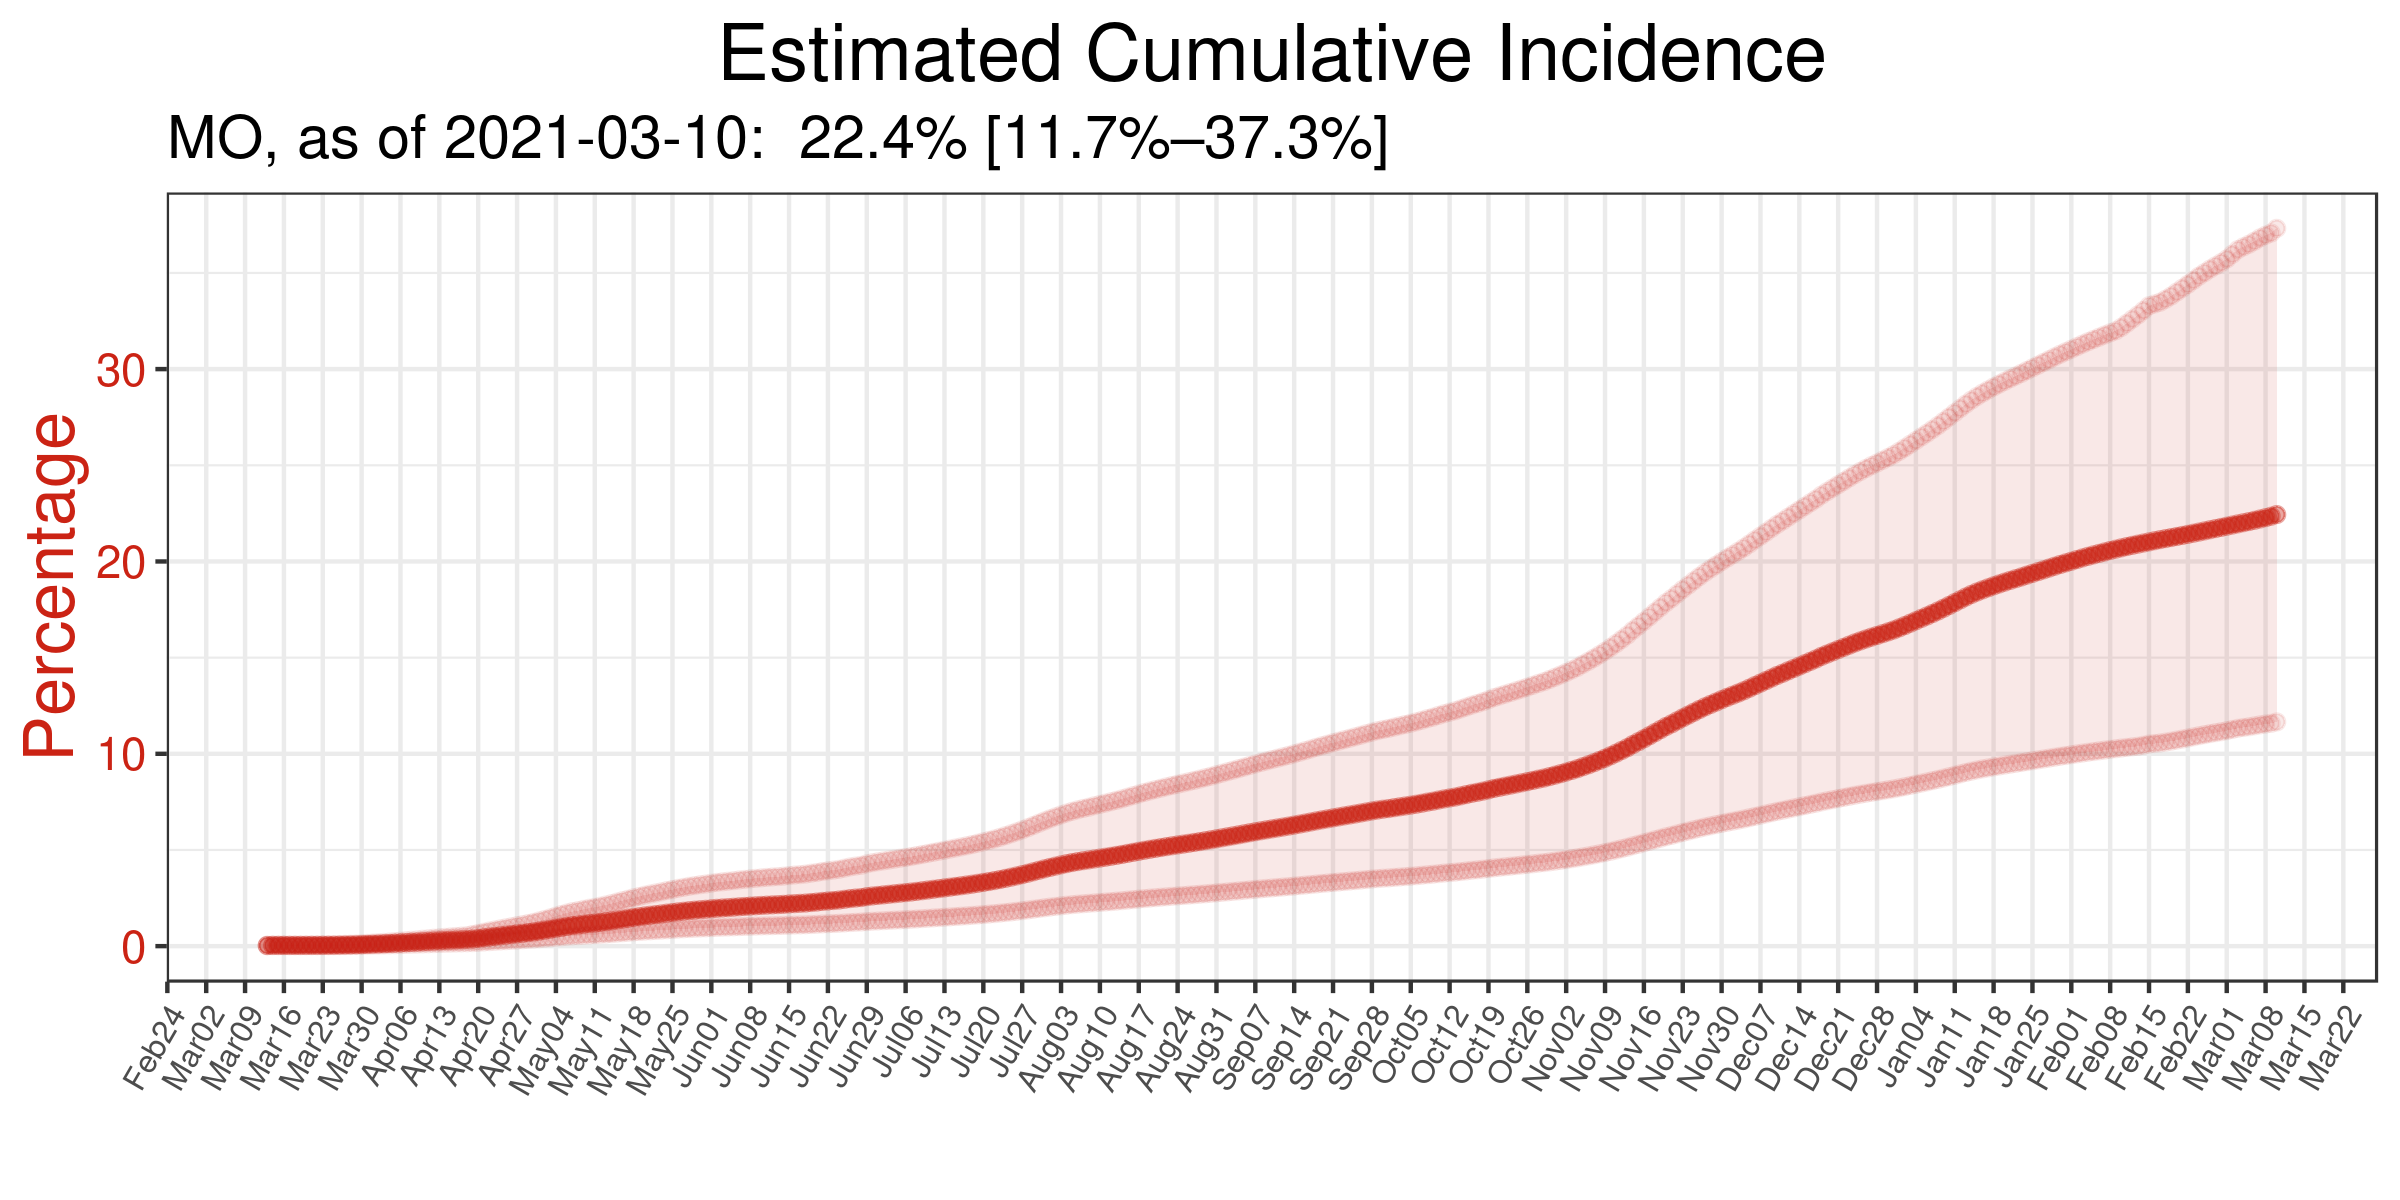 Estimated Cumulative Incidence
MO, as of 2021-03-10:  22.4% [11.7%–37.3%]
Percentage
30
20
10
0
Feb24
Mar02
Mar09
Mar16
Mar23
Mar30
Apr06
Apr13
Apr20
Apr27
May04
May11
May18
May25
Jun01
Jun08
Jun15
Jun22
Jun29
Jul06
Jul13
Jul20
Jul27
Aug03
Aug10
Aug17
Aug24
Aug31
Sep07
Sep14
Sep21
Sep28
Oct05
Oct12
Oct19
Oct26
Nov02
Nov09
Nov16
Nov23
Nov30
Dec07
Dec14
Dec21
Dec28
Jan04
Jan11
Jan18
Jan25
Feb01
Feb08
Feb15
Feb22
Mar01
Mar08
Mar15
Mar22